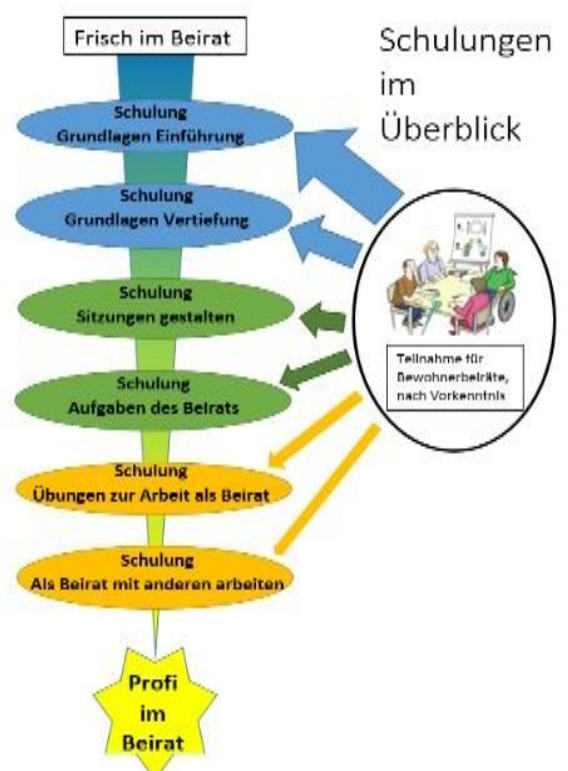 Frisch im Beirat
Schulungen
im
Überblick
Schulung
Grundlagen Einführung
Schulung
Grundlagen Vertiefung
Schulung
Sitzungen gestalten
Schulung
Aufgaben des Beirats
Schulung
Übungen zur Arbeit als Beirat
Schulung
Als Beirat mit anderen arbeiten
Teilnahme für
Bewohnerbeiräte,
nach Vorkenntnis
Profi
im
Beirat